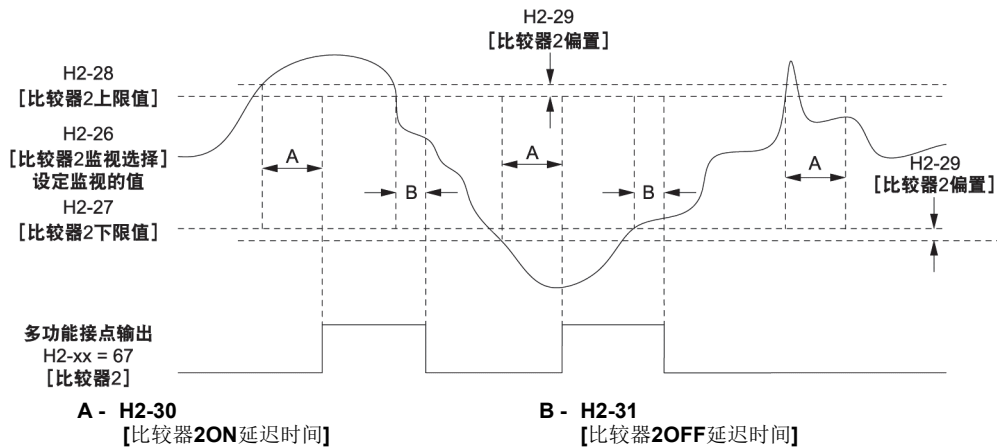 H2-29
[比较器2偏置]
H2-28
[比较器2上限值]
H2-26
[比较器2监视选择]
设定监视的值
A
B
A
B
A
H2-29
[比较器2偏置]
H2-27
[比较器2下限值]
多功能接点输出
H2-xx = 67
[比较器2]
A - H2-30
[比较器2ON延迟时间]
B - H2-31
[比较器2OFF延迟时间]